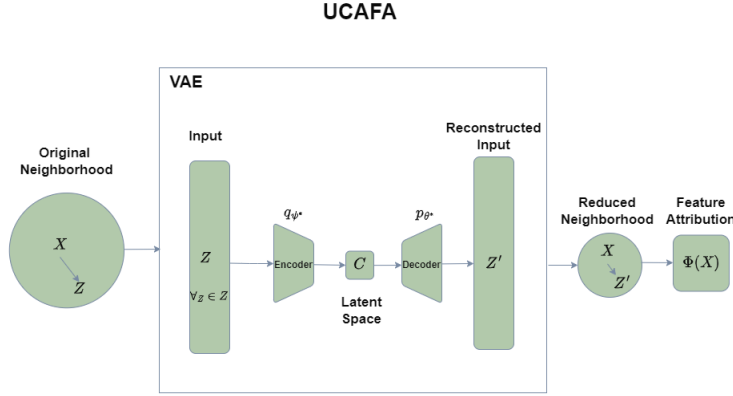 UCAFA
VAE
Original
Neighborhood
X
Z
Input
Z
∀z ∈ Z
qψ*
Encoder
C
Latent
Space
pθ*
Decoder
Reconstructed
Input
Z′
Reduced
Neighborhood
X
Z′
Feature
Attribution
Φ(X)